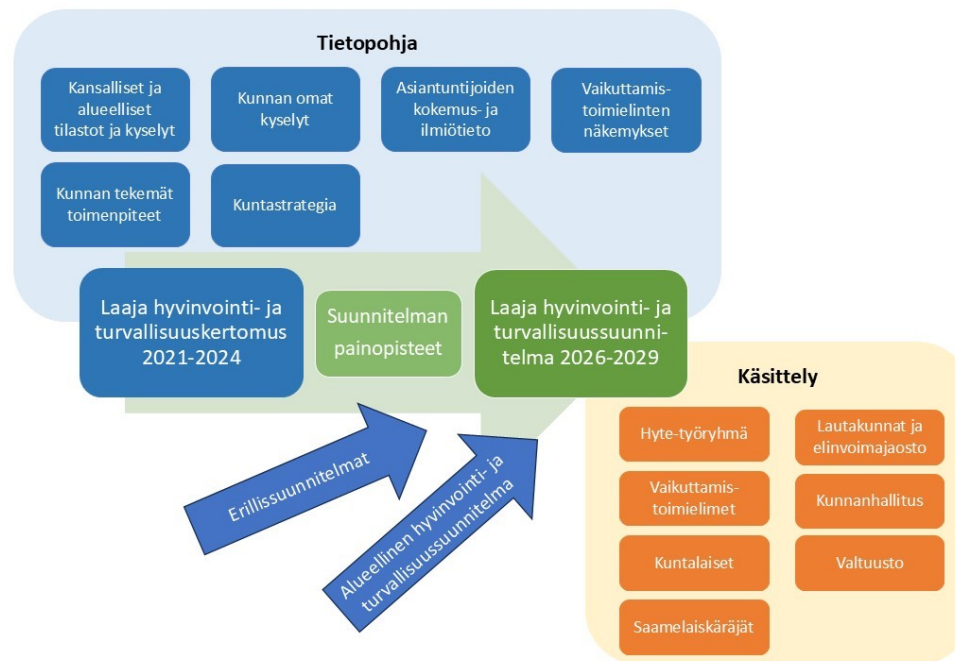 Tietopohja
Kansalliset ja
alueelliset
tilastot ja kyselyt
Kunnan omat
kyselyt
Asiantuntijoiden
kokemus- ja
ilmiötieto
Vaikuttamis-
toimielinten
näkemykset
Kunnan tekemät
toimenpiteet
Kuntastrategia
Laaja hyvinvointi- ja
turvallisuuskertomus
2021-2024
Suunnitelman
painopisteet
Laaja hyvinvointi- ja
turvallisuussuunni-
telma 2026-2029
Erillissuunnitelmat
Alueellinen hyvinvointi- ja
turvallisuussuunnitelma
Käsittely
Hyte-työryhmä
Lautakunnat ja
elinvoimajaosto
Vaikuttamis-
toimielimet
Kunnanhallitus
Kuntalaiset
Valtuusto
Saamelaiskäräjät